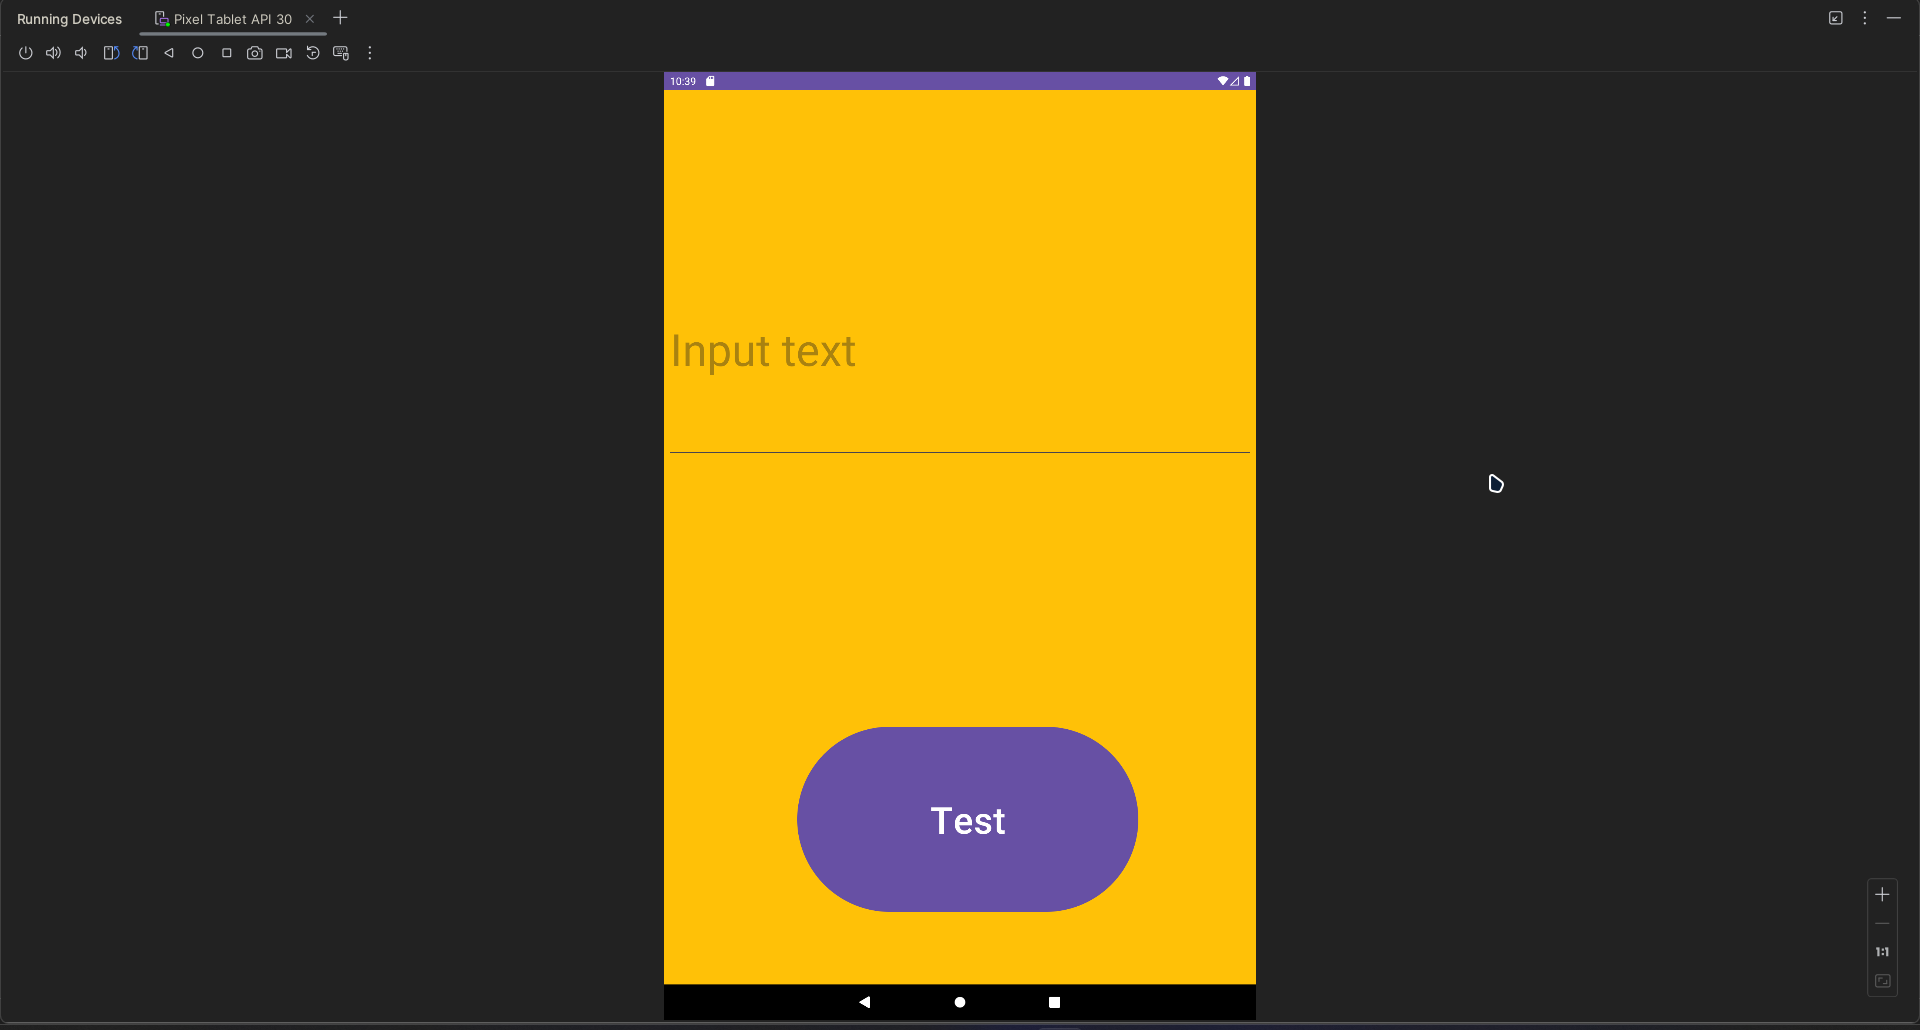 Running Devices
Pixel Tablet API 30
10:39
Input text
Test
1:1